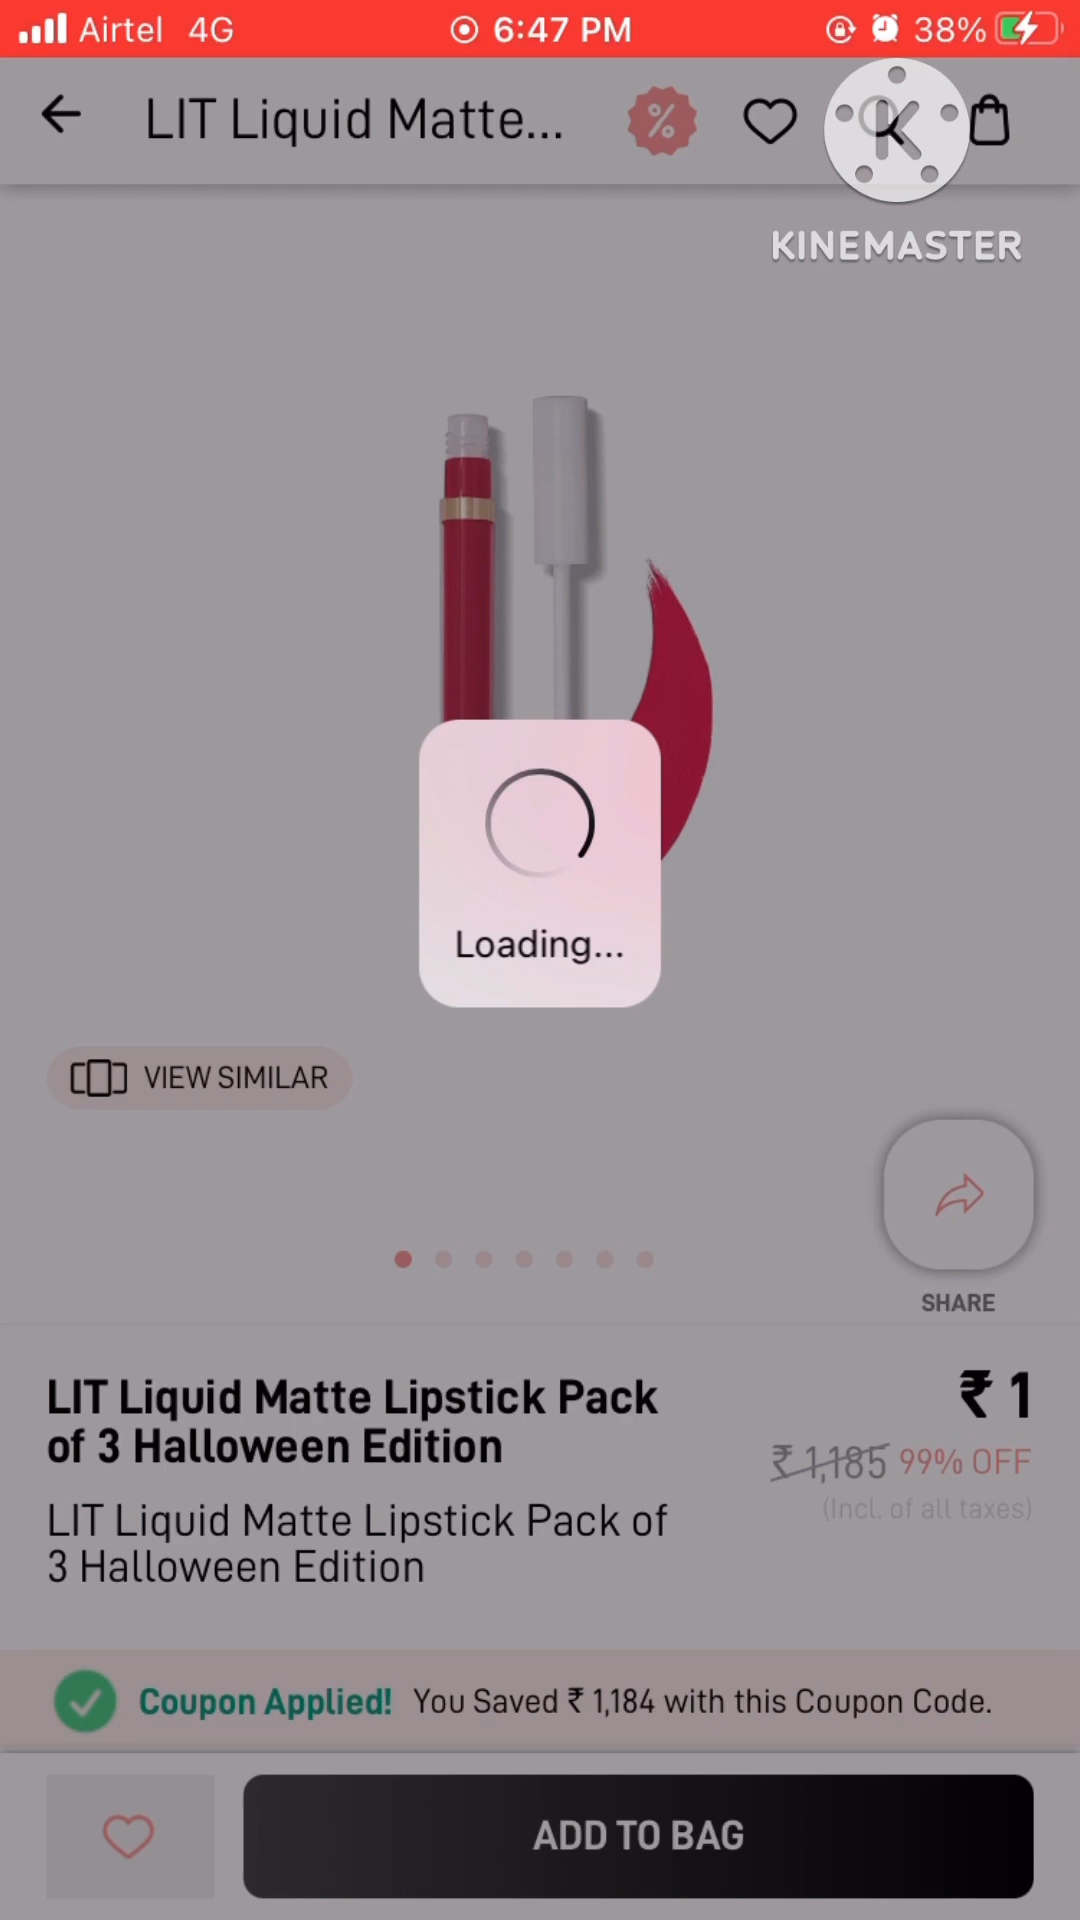 Airtel 4G 6:47 PM 38%
LIT Liquid Matte... %
K
KINEMASTER
Loading...
VIEW SIMILAR
SHARE
LIT Liquid Matte Lipstick Pack
of 3 Halloween Edition
₹ 1
₹ 1,185 99% OFF
(Incl. of all taxes)
LIT Liquid Matte Lipstick Pack of
3 Halloween Edition
Coupon Applied! You Saved ₹ 1,184 with this Coupon Code.
ADD TO BAG